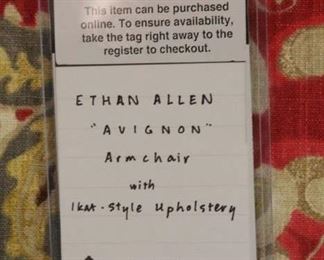 This item can be purchased
online. To ensure availability,
take the tag right away to the
register to checkout.
ETHAN ALLEN
"AVIGNON"
Armchair
with
Ikat-Style Upholstery